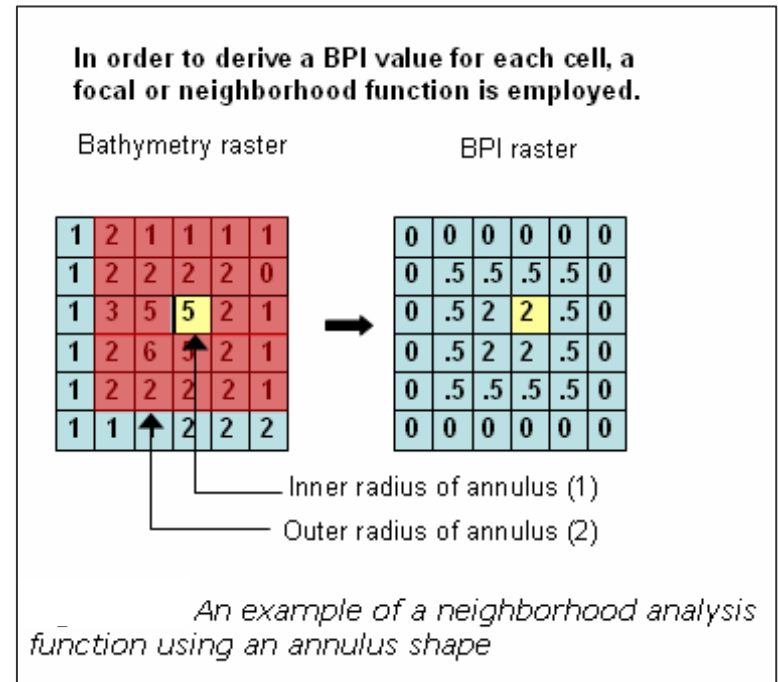 In order to derive a BPI value for each cell, a
focal or neighborhood function is employed.
Bathymetry raster
BPI raster
1 2 1 1 1 1
1 2 2 2 2 0
1 3 5 5 2 1
1 2 6 5 2 1
1 2 2 2 2 1
1 1 2 2 2
0 0 0 0 0 0
0 .5 .5 .5 .5 0
0 .5 2 2 .5 0
0 .5 2 2 .5 0
0 .5 .5 .5 .5 0
0 0 0 0 0 0
Inner radius of annulus (1)
Outer radius of annulus (2)
An example of a neighborhood analysis
function using an annulus shape